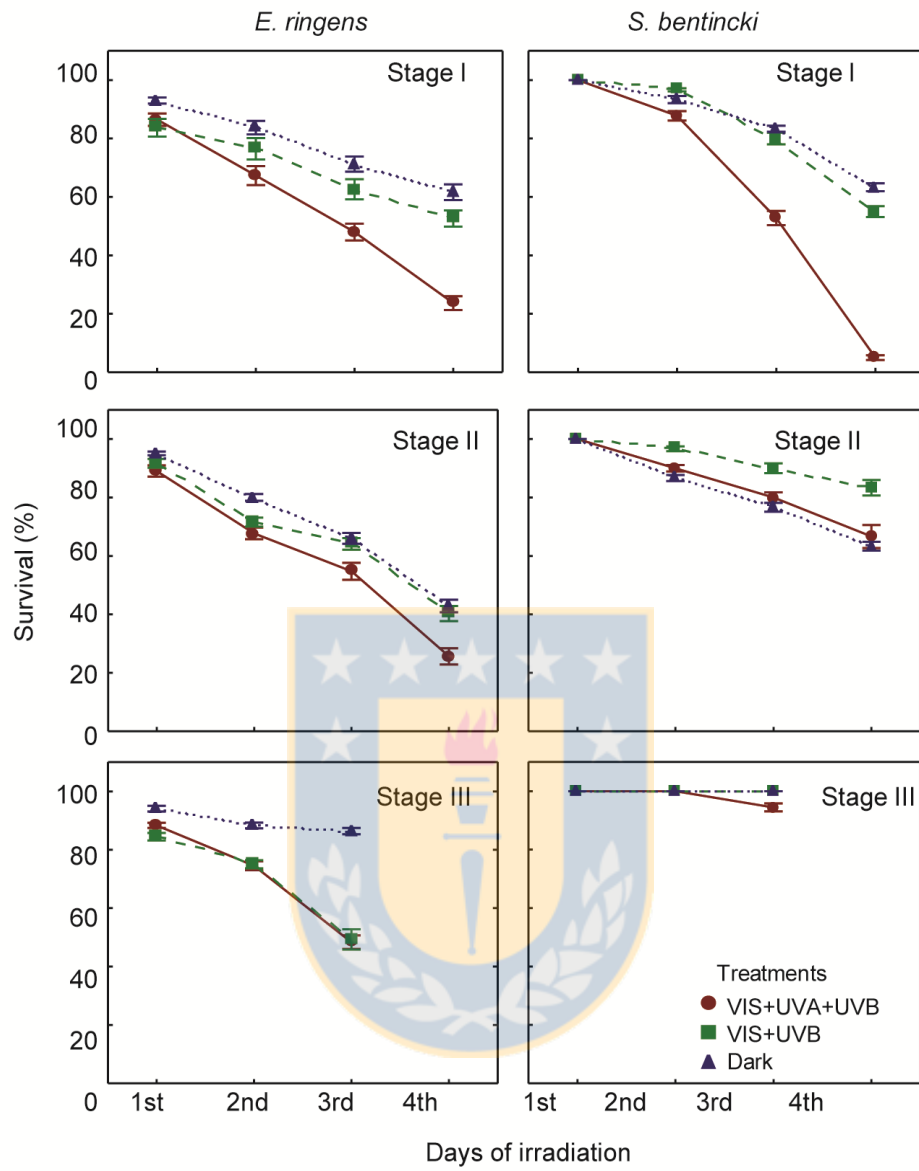 E. ringens
S. bentincki
Survival (%)
Stage I
100
80
60
40
20
0
Stage I
Stage II
100
80
60
40
20
0
Stage II
Stage III
100
80
60
40
20
0
Stage III
Treatments
VIS+UVA+UVB
VIS+UVB
Dark
1st 2nd 3rd 4th
1st 2nd 3rd 4th
Days of irradiation